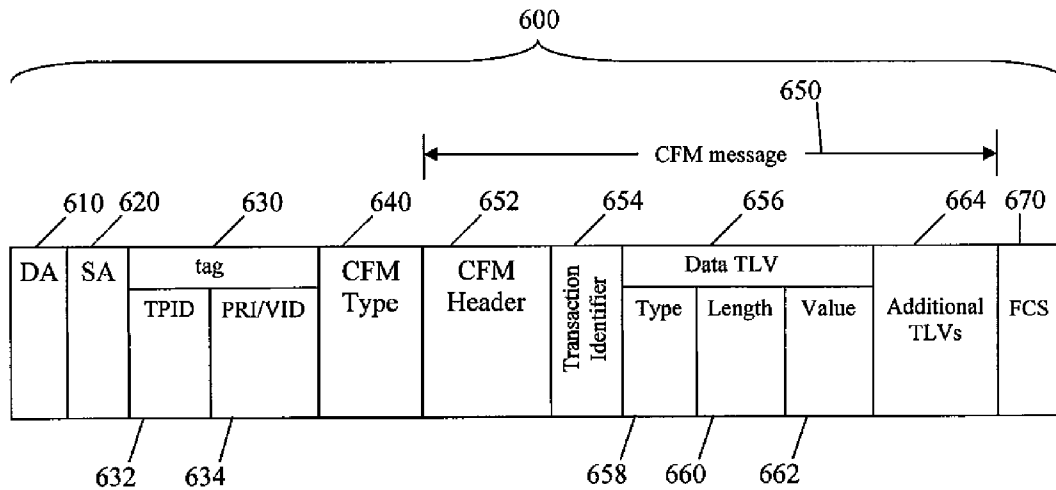 600
650
CFM message
610 620 630 640 652 654 656 664 670
DA SA tag CFM Type CFM Header Transaction Identifier Data TLV Additional TLVs FCS
TPID PRI/VID Type Length Value
632 634 658 660 662